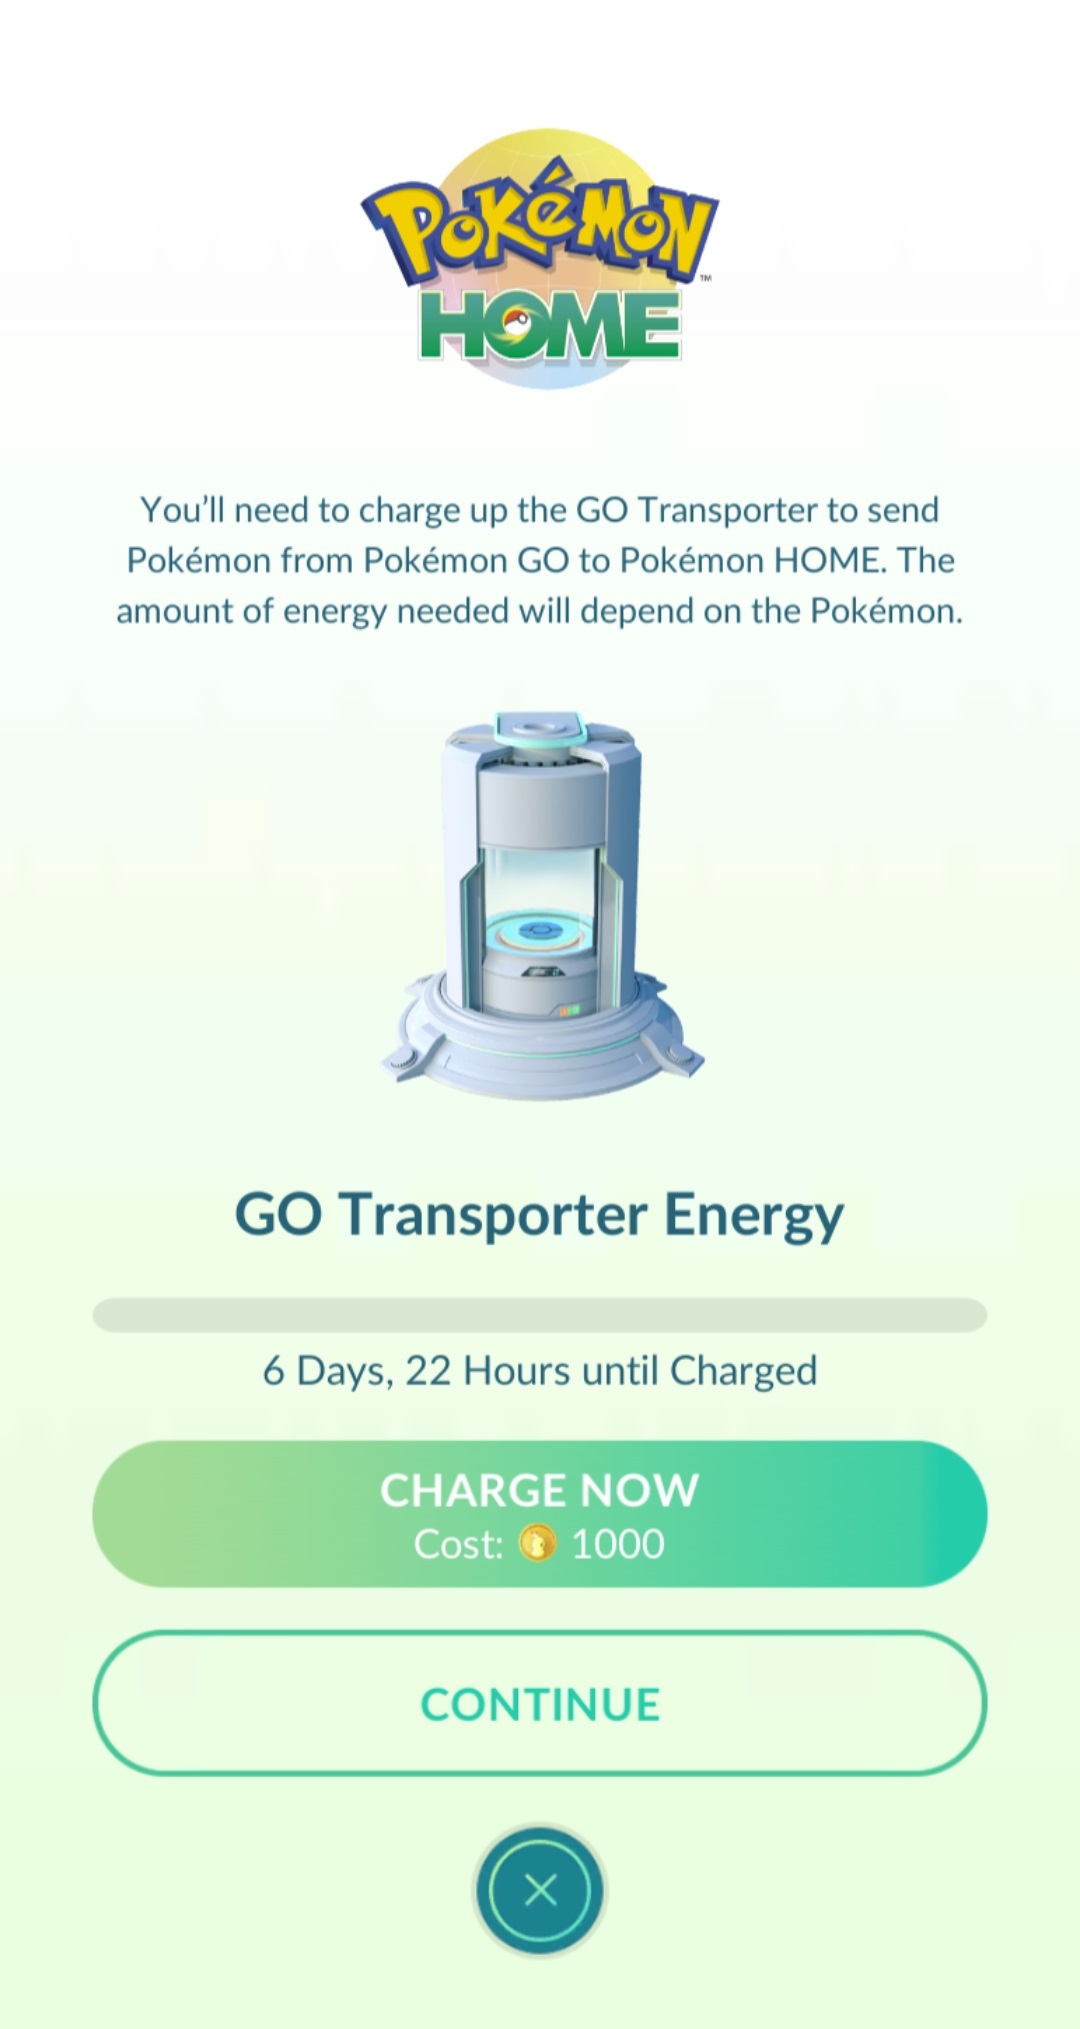 POKéMON
TM
HOME
You’ll need to charge up the GO Transporter to send
Pokémon from Pokémon GO to Pokémon HOME. The
amount of energy needed will depend on the Pokémon.
GO Transporter Energy
6 Days, 22 Hours until Charged
CHARGE NOW
Cost: 1000
CONTINUE